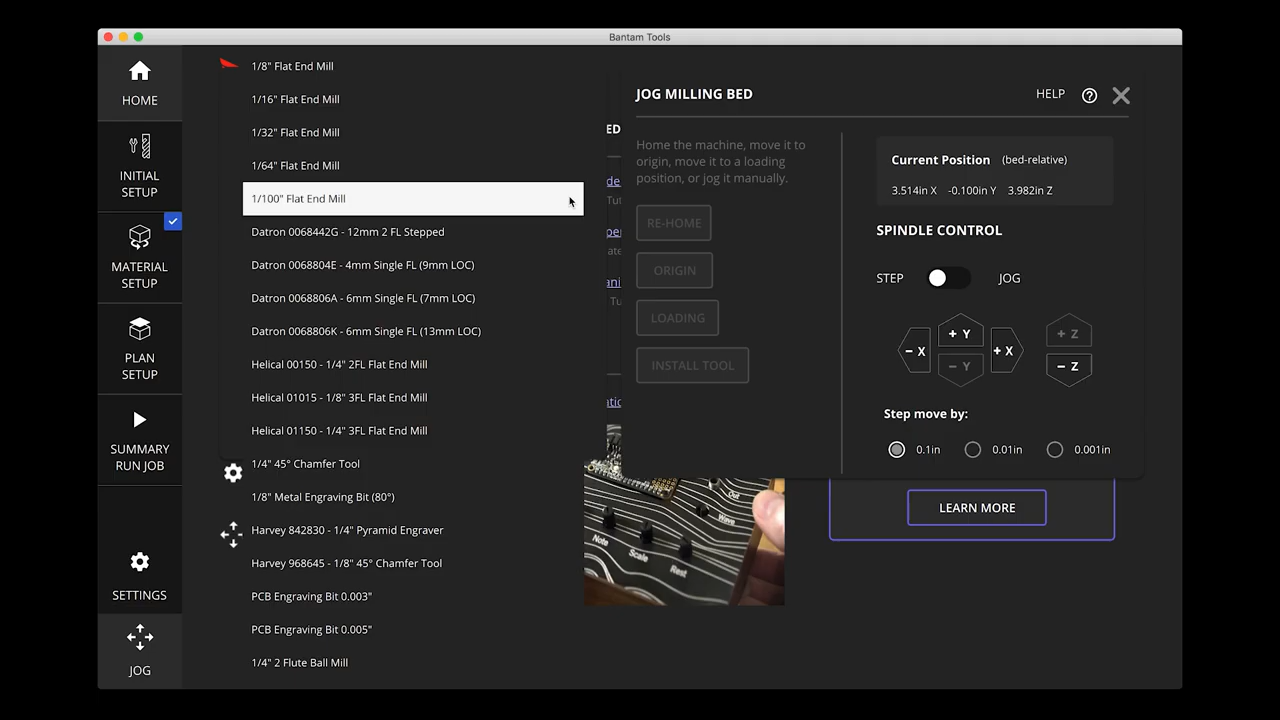 Bantam Tools
HOME
INITIAL
SETUP
MATERIAL
SETUP
PLAN
SETUP
SUMMARY
RUN JOB
SETTINGS
JOG
1/8" Flat End Mill
1/16" Flat End Mill
1/32" Flat End Mill
1/64" Flat End Mill
1/100" Flat End Mill
Datron 0068442G - 12mm 2 FL Stepped
Datron 0068804E - 4mm Single FL (9mm LOC)
Datron 0068806A - 6mm Single FL (7mm LOC)
Datron 0068806K - 6mm Single FL (13mm LOC)
Helical 00150 - 1/4" 2FL Flat End Mill
Helical 01015 - 1/8" 3FL Flat End Mill
Helical 01150 - 1/4" 3FL Flat End Mill
1/4" 45° Chamfer Tool
1/8" Metal Engraving Bit (80°)
Harvey 842830 - 1/4" Pyramid Engraver
Harvey 968645 - 1/8" 45° Chamfer Tool
PCB Engraving Bit 0.003"
PCB Engraving Bit 0.005"
1/4" 2 Flute Ball Mill
JOG MILLING BED
HELP ?
Home the machine, move it to
origin, move it to a loading
position, or jog it manually.
RE-HOME
ORIGIN
LOADING
INSTALL TOOL
Current Position (bed-relative)
3.514in X -0.100in Y 3.982in Z
SPINDLE CONTROL
STEP JOG
- X + Y - Y + X + Z - Z
Step move by:
0.1in 0.01in 0.001in
LEARN MORE
Note
Scale
Rest
Out
Wave